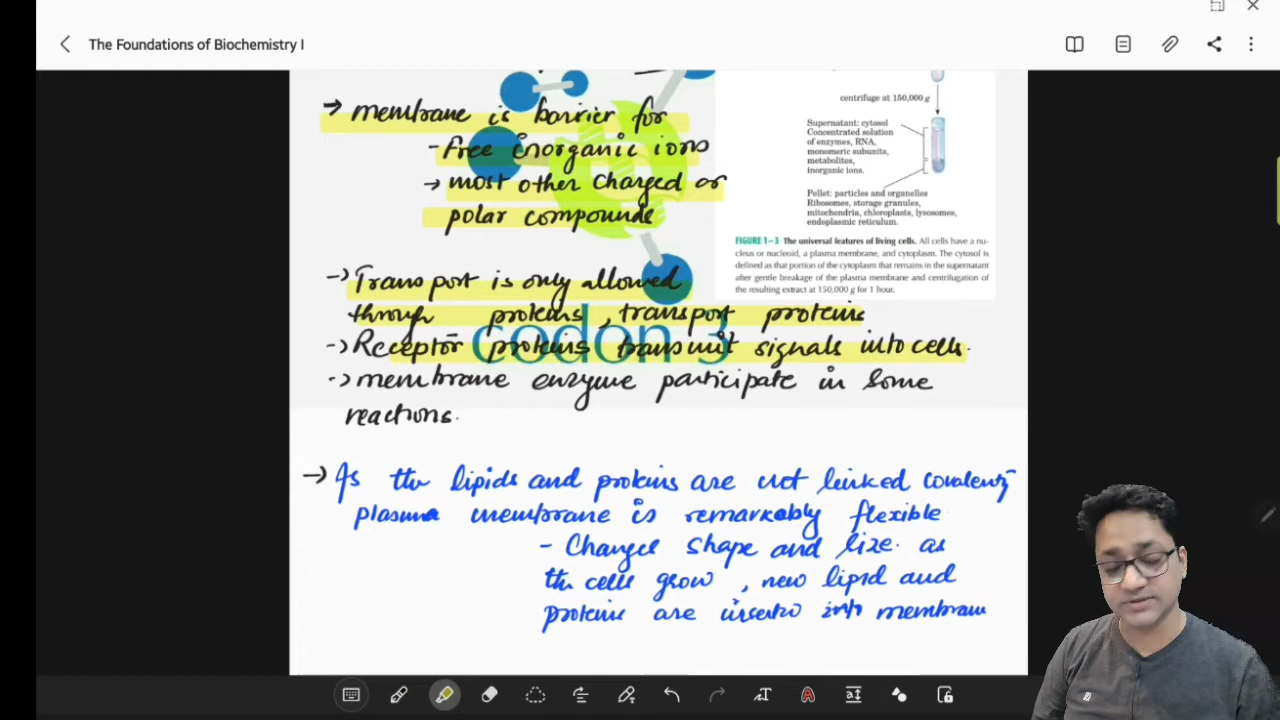 The Foundations of Biochemistry I
→ membrane is barrier for
- free inorganic ions
→ most other charged or
polar compounds
centrifuge at 150,000 g
Supernatant: cytosol
Concentrated solution
of enzymes, RNA,
monomeric subunits,
metabolites,
inorganic ions.
Pellet: particles and organelles
Ribosomes, storage granules,
mitochondria, chloroplasts, lysosomes,
endoplasmic reticulum.
FIGURE 1–3 The universal features of living cells. All cells have a nu-
cleus or nucleoid, a plasma membrane, and cytoplasm. The cytosol is
defined as that portion of the cytoplasm that remains in the supernatant
after gentle breakage of the plasma membrane and centrifugation of
the resulting extract at 150,000 g for 1 hour.
→ Transport is only allowed
through proteins, transport proteins
codon 3
→ Receptor proteins transmit signals into cells.
→ membrane enzyme participate in some
reactions.
→ As the lipids and proteins are not linked covalently
plasma membrane is remarkably flexible
- Changes shape and size. as
the cells grow, new lipid and
proteins are into membrane